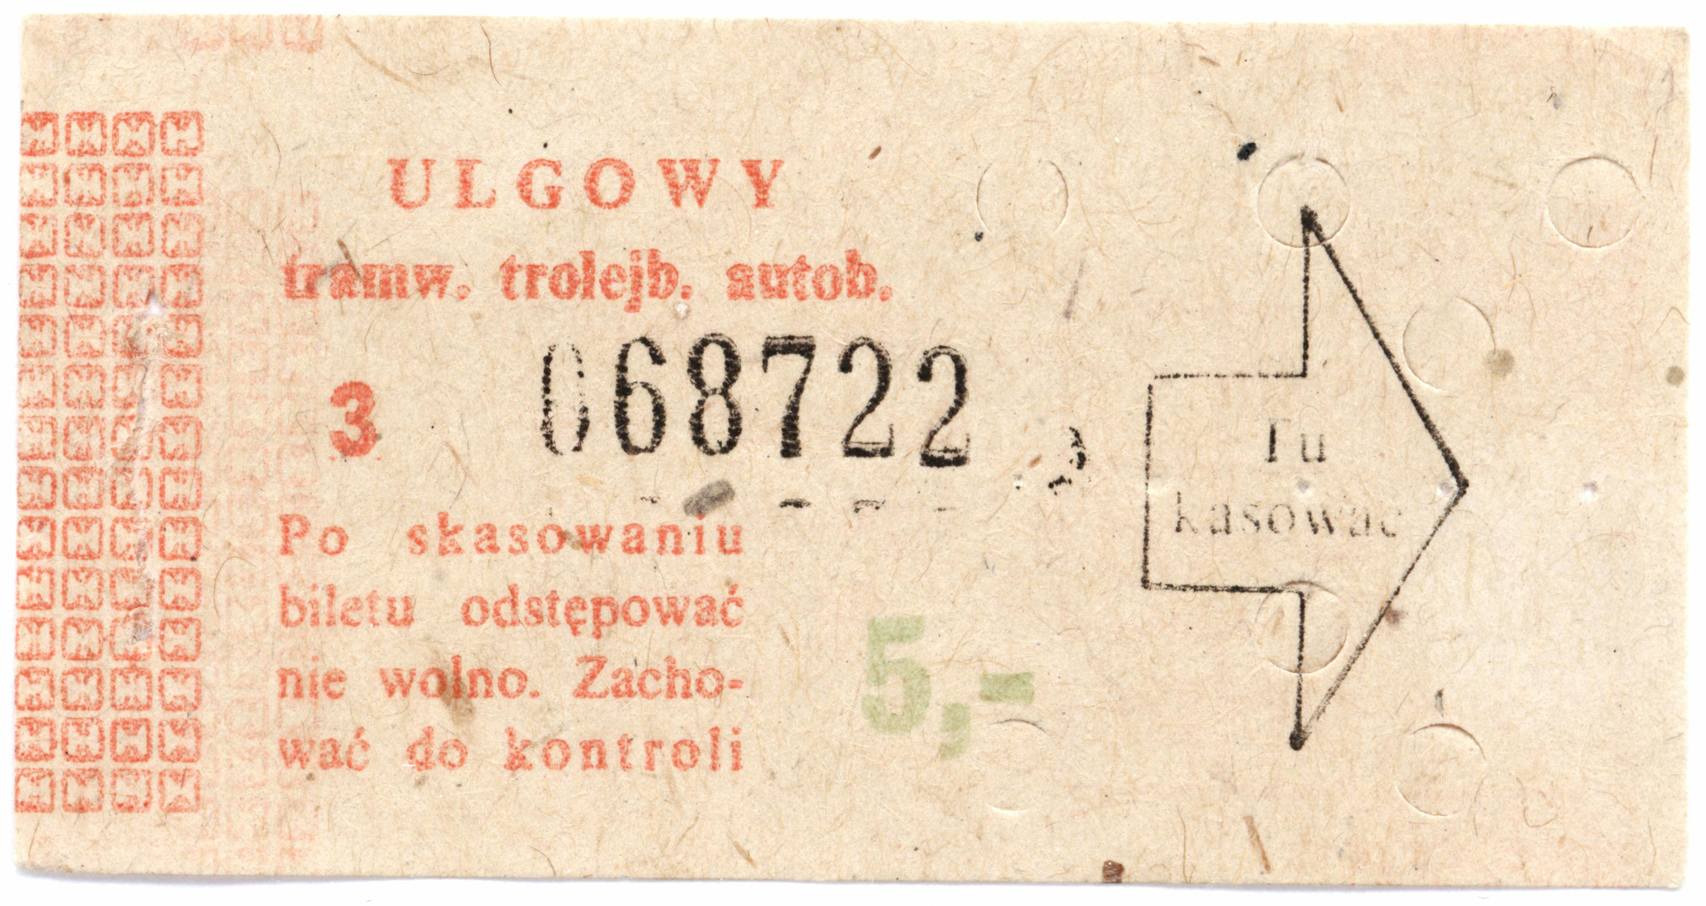 ULGOWY
tramw. trolejb. autob.
068722
3
Po skasowaniu
biletu odstępować
nie wolno. Zacho-
wać do kontroli
5,-
Tu
kasować